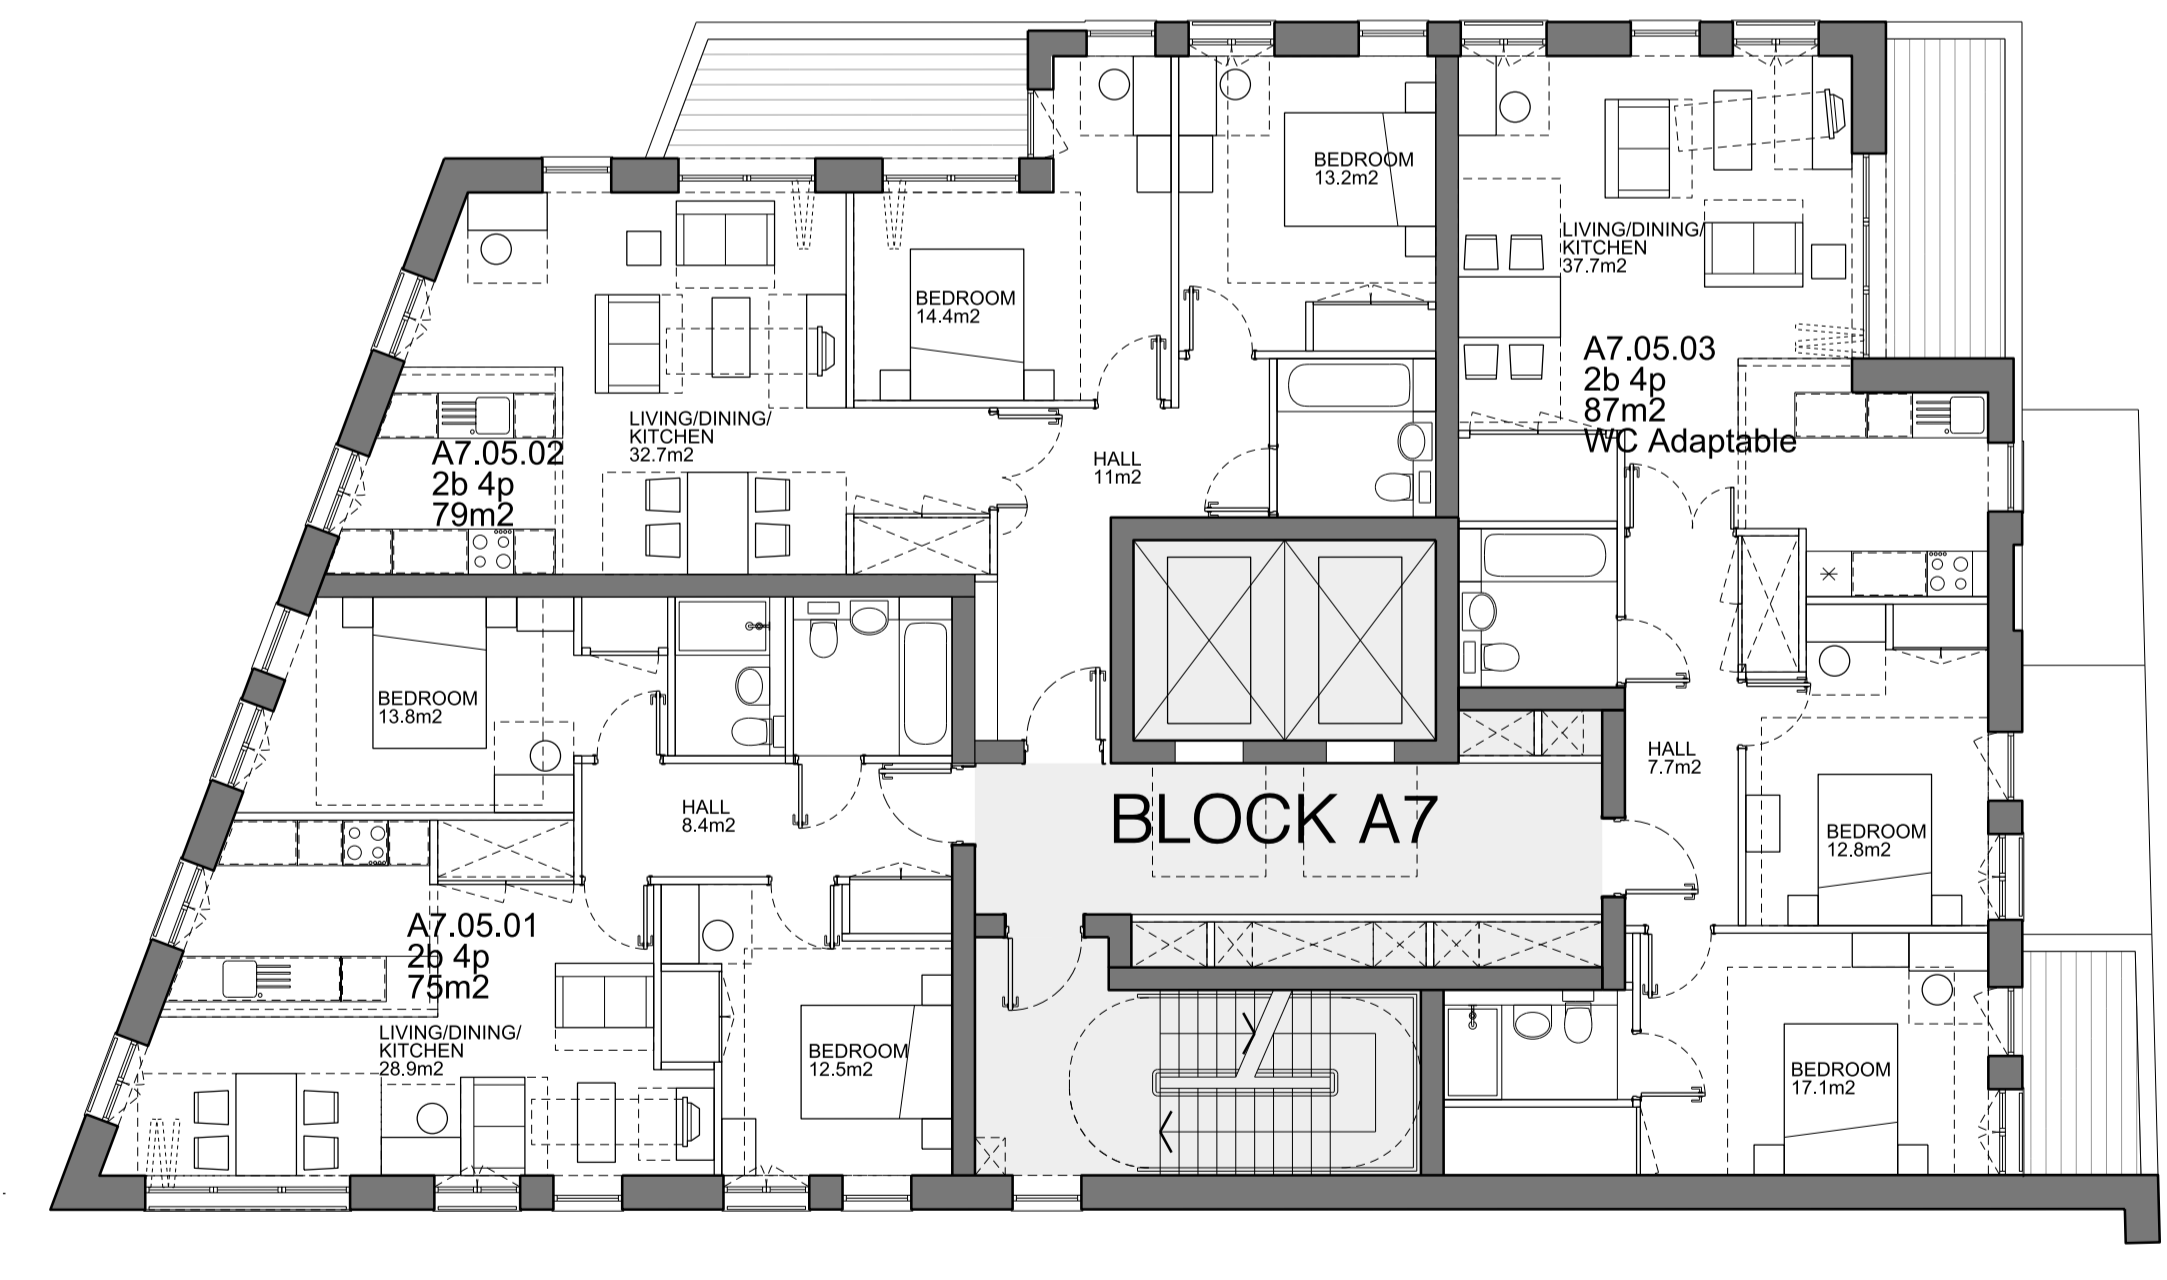 BEDROOM
13.2m2
LIVING/DINING/
KITCHEN
37.7m2
BEDROOM
14.4m2
A7.05.03
2b 4p
87m2
WC Adaptable
LIVING/DINING/
KITCHEN
32.7m2
A7.05.02
2b 4p
79m2
HALL
11m2
BEDROOM
13.8m2
HALL
7.7m2
HALL
8.4m2
BLOCK A7
BEDROOM
12.8m2
A7.05.01
2b 4p
75m2
LIVING/DINING/
KITCHEN
28.9m2
BEDROOM
12.5m2
BEDROOM
17.1m2